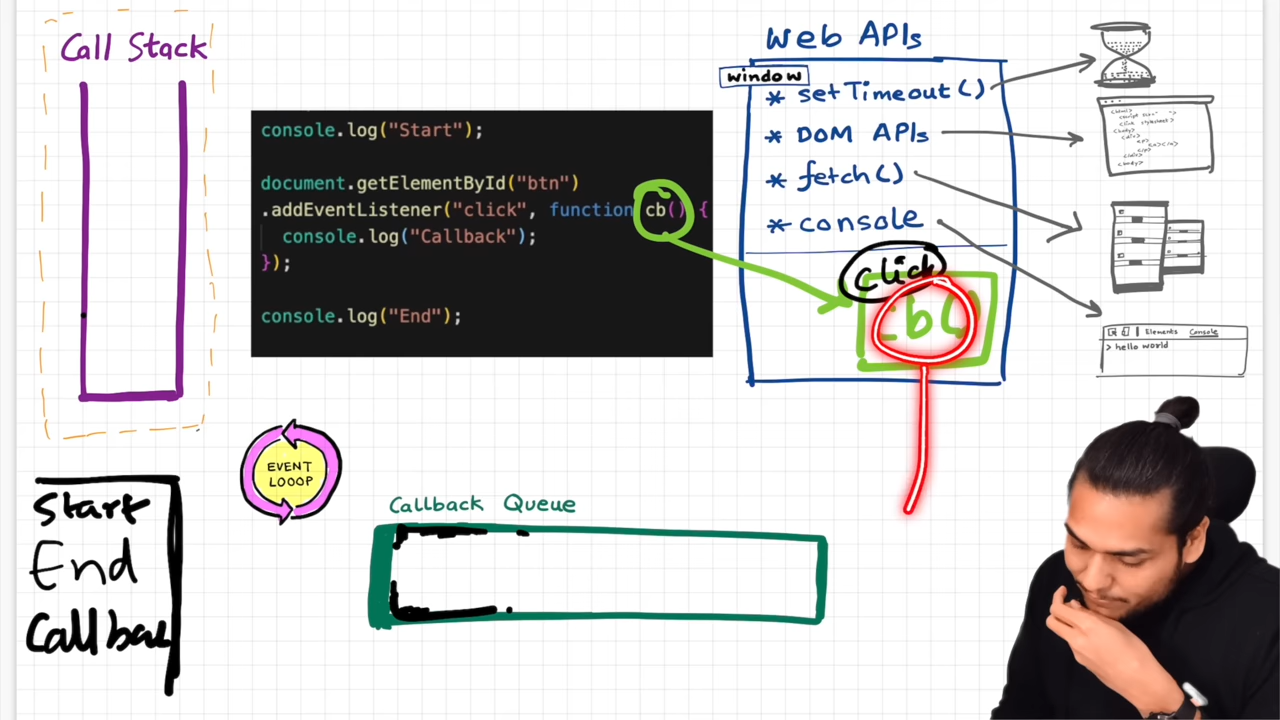 Call Stack
console.log("Start");
document.getElementById("btn")
.addEventListener("click", function cb() {
console.log("Callback");
});
console.log("End");
Web APIs
window
* setTimeout()
* DOM APIs
* fetch()
* console
click
cb()
Elements Console
> hello world
EVENT
LOOOP
Callback Queue
Start
End
Callbac